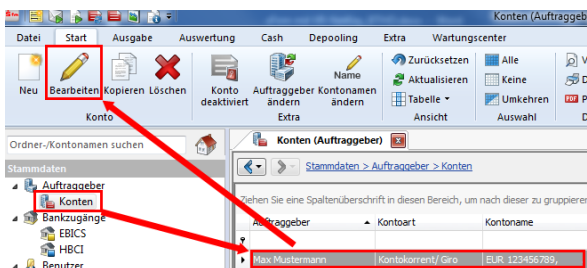 Konten (Auftraggeb
Datei Start Ausgabe Auswertung Cash Depooling Extra Wartungscenter
Neu Bearbeiten Kopieren Löschen Konto deaktiviert Auftraggeber ändern Name Kontonamen ändern
Zurücksetzen Alle
Aktualisieren Keine
Tabelle Umkehren
Konto Extra Ansicht Auswahl
Ordner-/Kontonamen suchen
Konten (Auftraggeber)
Stammdaten
Stammdaten > Auftraggeber > Konten
Auftraggeber
Konten
Ziehen Sie eine Spaltenüberschrift in diesen Bereich, um nach dieser zu gruppieren
Bankzugänge
Auftraggeber Kontoart Kontoname
EBICS
HBCI
Max Mustermann Kontokorrent/ Giro EUR 123456789,
Benutzer